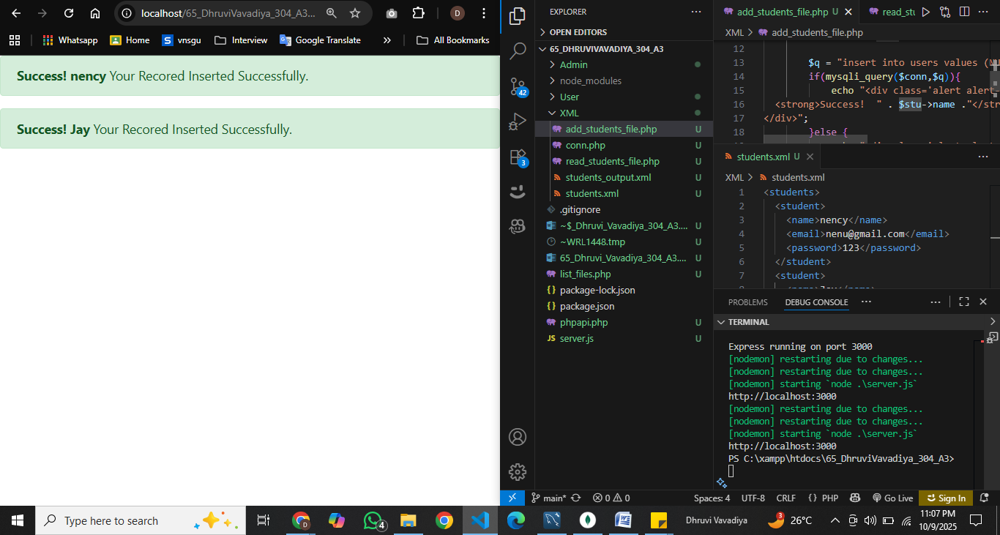 localhost/65_DhruviVavadiya_304_A3...
D
Whatsapp
Home
S vnsgu
Interview
Google Translate
»
All Bookmarks
Success! nency Your Recored Inserted Successfully.
Success! Jay Your Recored Inserted Successfully.
EXPLORER
OPEN EDITORS
65_DHRUVIVAVADIYA_304_A3
Admin
node_modules
User
XML
add_students_file.php U
conn.php U
read_students_file.php U
students_output.xml U
students.xml U
.gitignore
~$_Dhruvi_Vavadiya_304_A3.... U
~WRL1448.tmp U
65_Dhruvi_Vavadiya_304_A3.... U
list_files.php U
{} package-lock.json
{} package.json
phpapi.php U
JS server.js U
42
3
add_students_file.php U
read_stu
XML > add_students_file.php
12
13 $q = "insert into users values (
14 if(mysqli_query($conn,$q)){
15 echo "<div class='alert alert-
16 <strong>Success!  " . $stu->name ."</str
17 </div>";
18 }else {
students.xml U
XML > students.xml
1 <students>
2 <student>
3 <name>nency</name>
4 <email>nenu@gmail.com</email>
5 <password>123</password>
6 </student>
7 <student>
PROBLEMS
DEBUG CONSOLE
TERMINAL
Express running on port 3000
[nodemon] restarting due to changes...
[nodemon] restarting due to changes...
[nodemon] starting `node .\server.js`
http://localhost:3000
[nodemon] restarting due to changes...
[nodemon] restarting due to changes...
[nodemon] starting `node .\server.js`
http://localhost:3000
PS C:\xampp\htdocs\65_DhruviVavadiya_304_A3>
main*
0 0
Spaces: 4
UTF-8
CRLF
{} PHP
Go Live
Sign In
Type here to search
D
4
Dhruvi Vavadiya
3
26°C
11:07 PM
10/9/2025